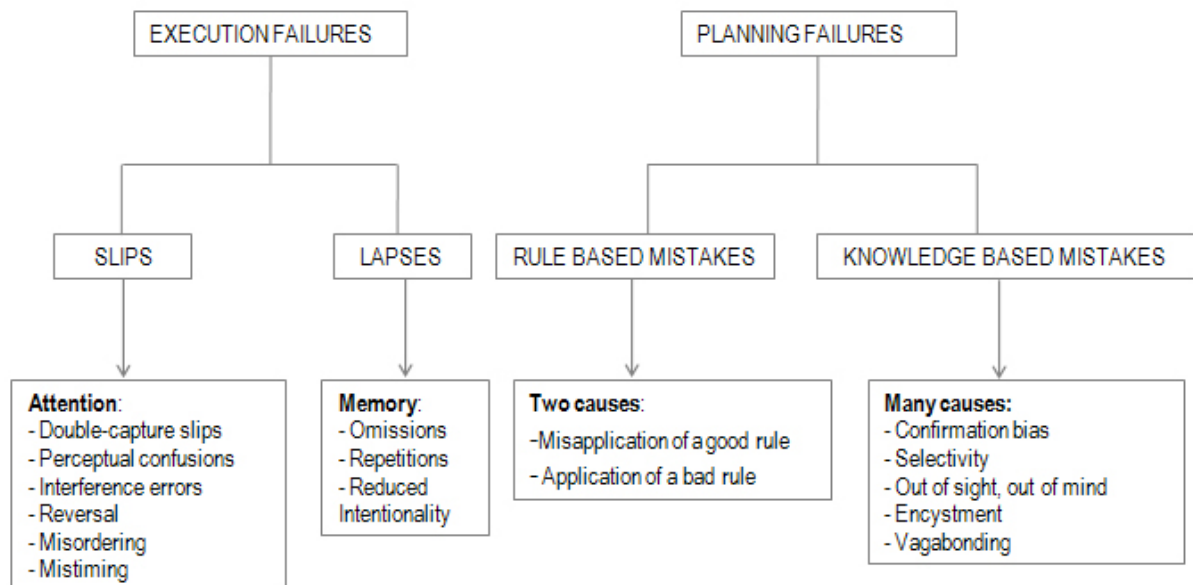 EXECUTION FAILURES
PLANNING FAILURES
SLIPS
LAPSES
RULE BASED MISTAKES
KNOWLEDGE BASED MISTAKES
Attention:
- Double-capture slips
- Perceptual confusions
- Interference errors
- Reversal
- Misordering
- Mistiming
Memory:
- Omissions
- Repetitions
- Reduced
Intentionality
Two causes:
-Misapplication of a good rule
- Application of a bad rule
Many causes:
- Confirmation bias
- Selectivity
- Out of sight, out of mind
- Encystment
- Vagabonding